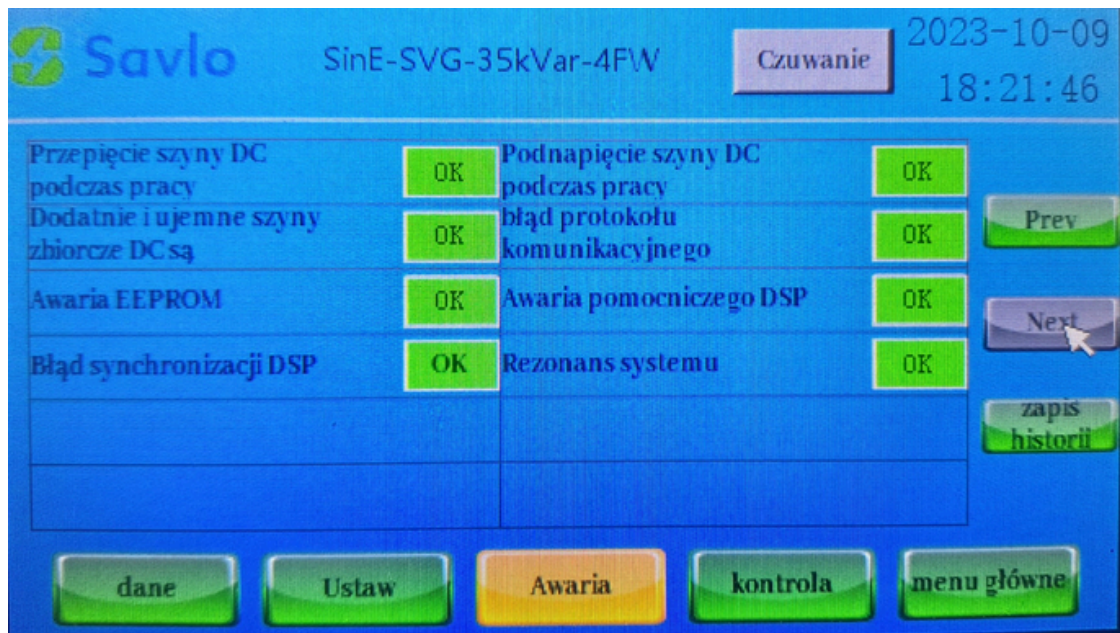 Savlo
SinE-SVG-35kVar-4FW
Czuwanie
2023-10-09
18:21:46
Przepięcie szyny DC
podczas pracy
OK
Podnapięcie szyny DC
podczas pracy
OK
Dodatnie i ujemne szyny
zbiorcze DC są
OK
błąd protokołu
komunikacyjnego
OK
Awaria EEPROM
OK
Awaria pomocniczego DSP
OK
Błąd synchronizacji DSP
OK
Rezonans systemu
OK
Prev
Next
zapis
historii
dane
Ustaw
Awaria
kontrola
menu główne